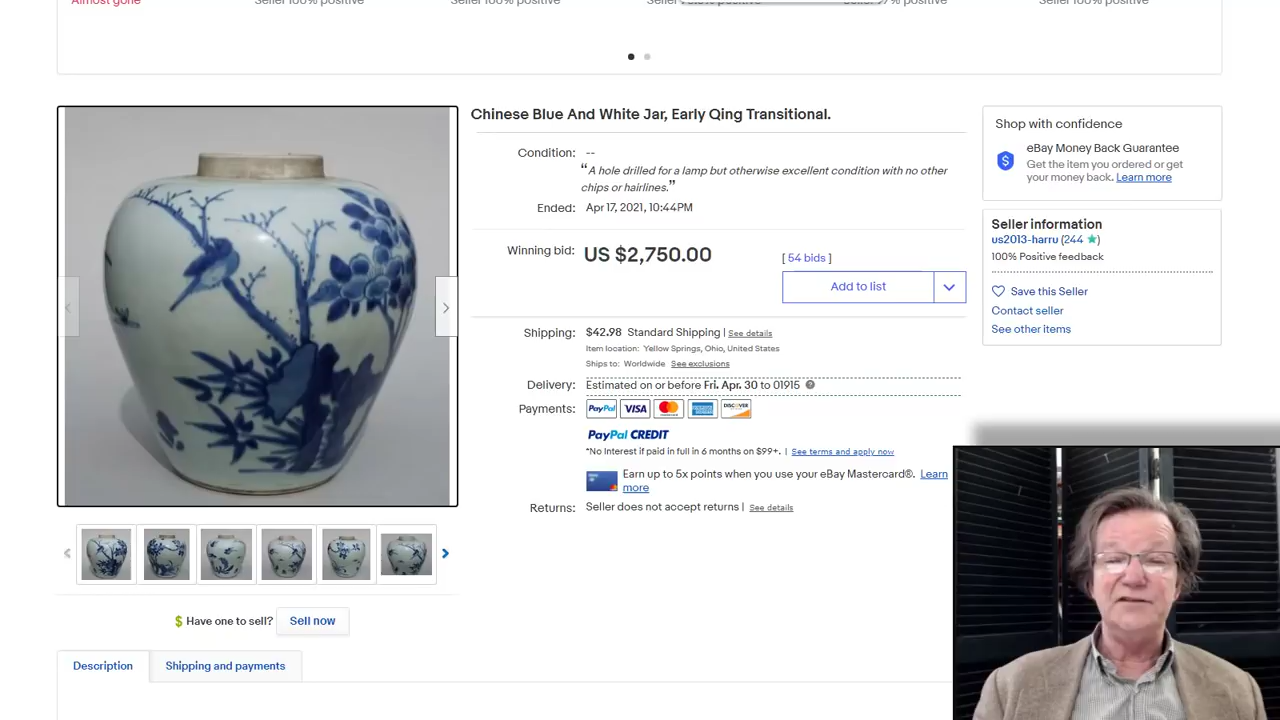 Almost gone
Seller 100% positive
Seller 100% positive
Seller
positive
Seller 100% positive
Chinese Blue And White Jar, Early Qing Transitional.
Condition: --
“A hole drilled for a lamp but otherwise excellent condition with no other
chips or hairlines.”
Ended: Apr 17, 2021, 10:44PM
Winning bid: US $2,750.00 [ 54 bids ]
Add to list
Shipping: $42.98 Standard Shipping | See details
Item location: Yellow Springs, Ohio, United States
Ships to: Worldwide See exclusions
Delivery: Estimated on or before Fri. Apr. 30 to 01915 ?
Payments: PayPal VISA MasterCard AMERICAN EXPRESS DISCOVER
PayPal CREDIT
*No Interest if paid in full in 6 months on $99+. | See terms and apply now
Earn up to 5x points when you use your eBay Mastercard®. Learn
more
Returns: Seller does not accept returns | See details
Shop with confidence
eBay Money Back Guarantee
Get the item you ordered or get
your money back. Learn more
Seller information
us2013-harru (244 ★)
100% Positive feedback
Save this Seller
Contact seller
See other items
$ Have one to sell? Sell now
Description
Shipping and payments